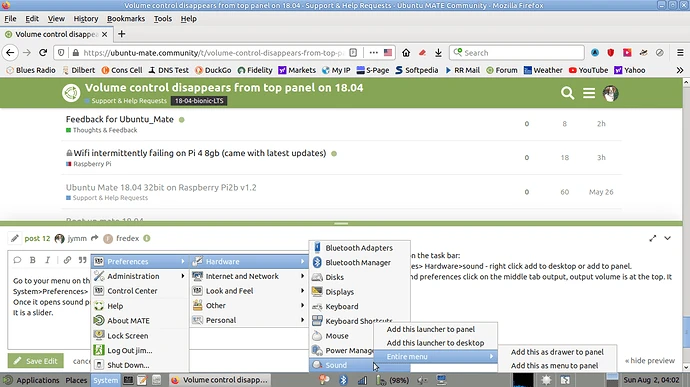 Volume control disappears from top panel on 18.04 - Support & Help Requests - Ubuntu MATE Community - Mozilla Firefox
File Edit View History Bookmarks Tools Help
Volume control disappears
https://ubuntu-mate.community/t/volume-control-disappears-from-top-p
Blues Radio Dilbert Cons Cell DNS Test DuckGo Fidelity Markets My IP S-Page Softpedia RR Mail Forum Weather YouTube Yahoo
Volume control disappears from top panel on 18.04
Support & Help Requests 18-04-bionic-LTS
Feedback for Ubuntu_Mate 0 8 2h
Thoughts & Feedback
Wifi intermittently failing on Pi 4 8gb (came with latest updates) 0 18 3h
Raspberry Pi
Ubuntu Mate 18.04 32bit on Raspberry Pi2b v1.2 0 60 May 26
Support & Help Requests
post 12 jymm fredex
B I
Go to your menu on th
System>Preferences>
Once it opens sound p
It is a slider.
on the task bar:
es> Hardware>sound - right click add to desktop or add to panel.
nd preferences click on the middle tab output, output volume is at the top. It
Preferences
Administration
Control Center
Help
About MATE
Lock Screen
Log Out jim...
Shut Down...
Hardware
Internet and Network
Look and Feel
Other
Personal
Bluetooth Adapters
Bluetooth Manager
Disks
Displays
Keyboard
Keyboard Shortcuts
Mouse
Power Manage
Sound
Add this launcher to panel
Add this launcher to desktop
Entire menu
Add this as drawer to panel
Add this as menu to panel
Save Edit
« hide preview
Applications Places System Volume control disapp... (98%) Sun Aug 2, 04:02